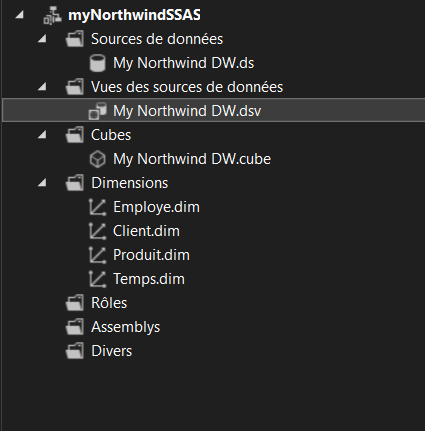 myNorthwindSSAS
Sources de données
My Northwind DW.ds
Vues des sources de données
My Northwind DW.dsv
Cubes
My Northwind DW.cube
Dimensions
Employe.dim
Client.dim
Produit.dim
Temps.dim
Rôles
Assemblys
Divers